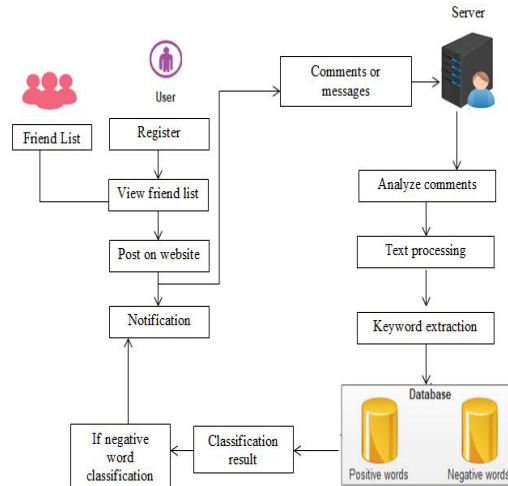 Server
User
Comments or
messages
Friend List
Register
View friend list
Analyze comments
Post on website
Text processing
Notification
Keyword extraction
Database
Positive words
Negative words
If negative
word
classification
Classification
result